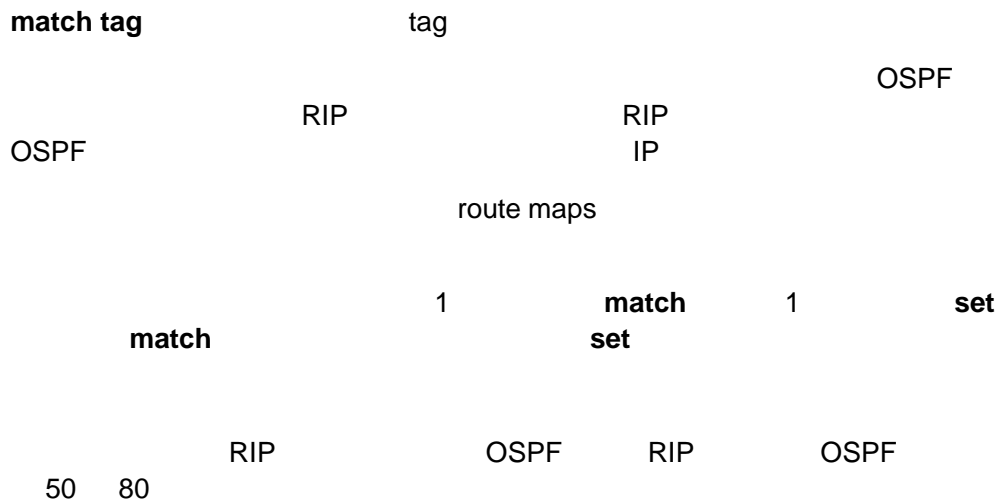 match tag tag
OSPF
RIP RIP
OSPF IP
route maps
1 match 1 set
match set
RIP OSPF RIP OSPF
50 80